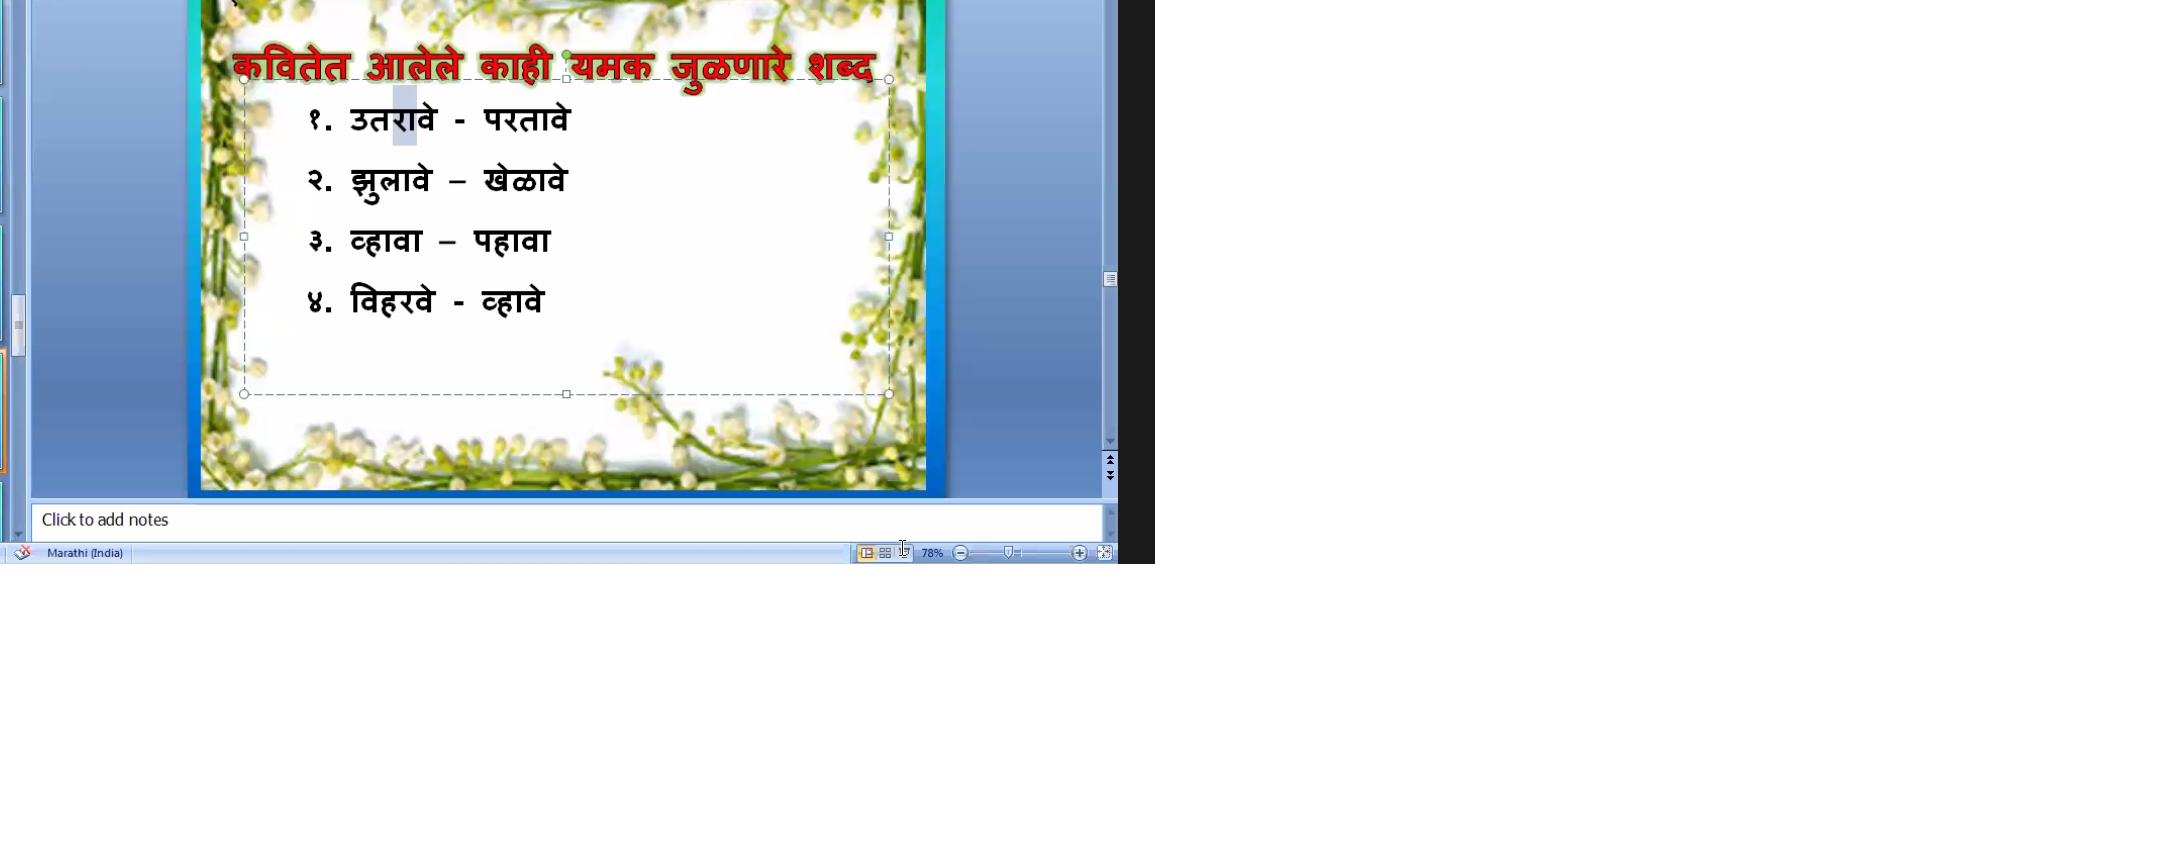 कवितेत आलेले काही यमक जुळणारे शब्द
१. उतरावे - परतावे
२. झुलावे – खेळावे
३. व्हावा – पहावा
४. विहरवे - व्हावे
Click to add notes
Marathi (India) 78%